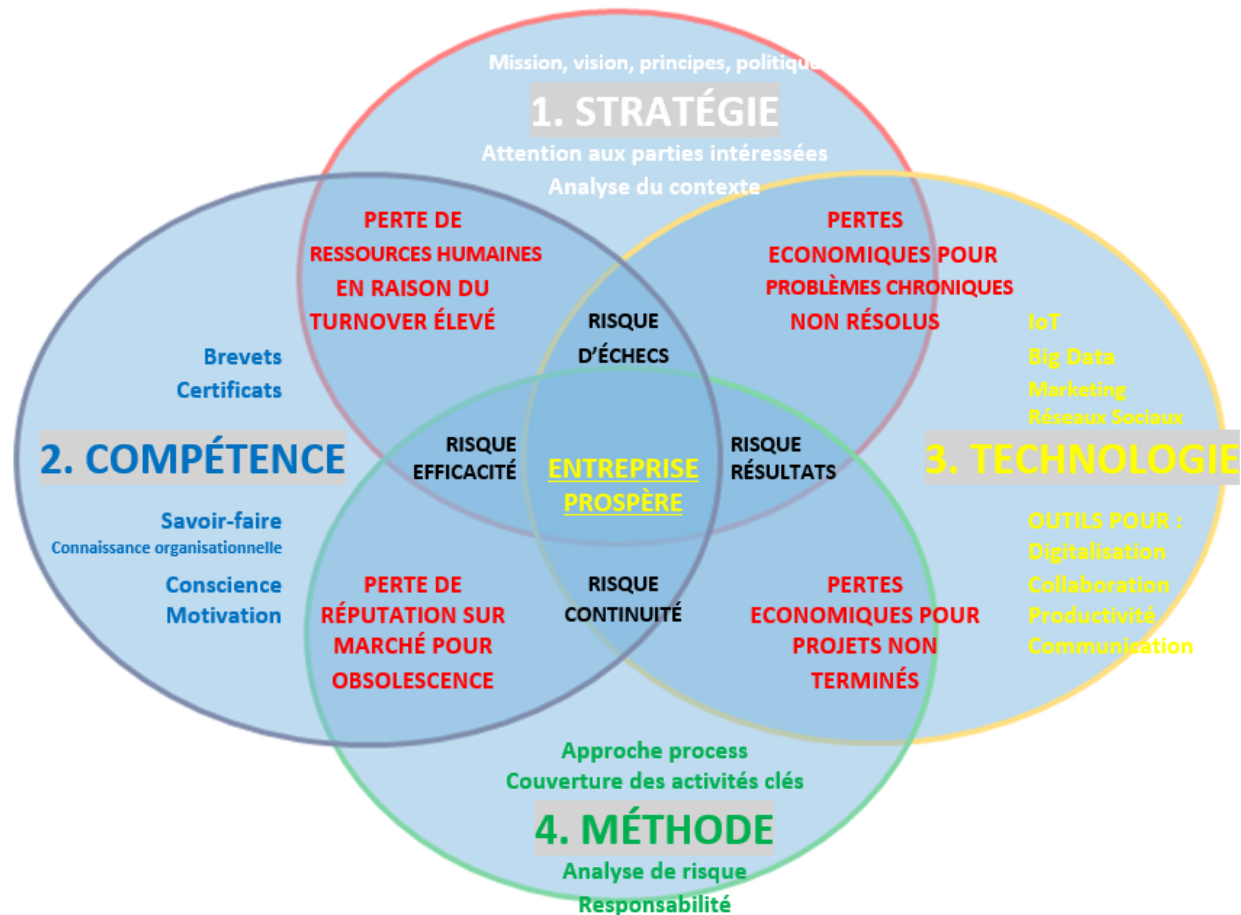 Mission, vision, principes, politique
1. STRATÉGIE
Attention aux parties intéressées
Analyse du contexte
PERTE DE
RESSOURCES HUMAINES
EN RAISON DU
TURNOVER ÉLEVÉ
PERTES
ECONOMIQUES POUR
PROBLÈMES CHRONIQUES
NON RÉSOLUS
RISQUE
D'ÉCHECS
Brevets
Certificats
2. COMPÉTENCE
Savoir-faire
Connaissance organisationnelle
Conscience
Motivation
RISQUE
EFFICACITÉ
ENTREPRISE
PROSPÈRE
RISQUE
RÉSULTATS
IoT
Big Data
Marketing
Réseaux Sociaux
3. TECHNOLOGIE
OUTILS POUR :
Digitalisation
Collaboration
Productivité
Communication
PERTE DE
RÉPUTATION SUR
MARCHÉ POUR
OBSOLESCENCE
RISQUE
CONTINUITÉ
PERTES
ECONOMIQUES POUR
PROJETS NON
TERMINÉS
Approche process
Couverture des activités clés
4. MÉTHODE
Analyse de risque
Responsabilité